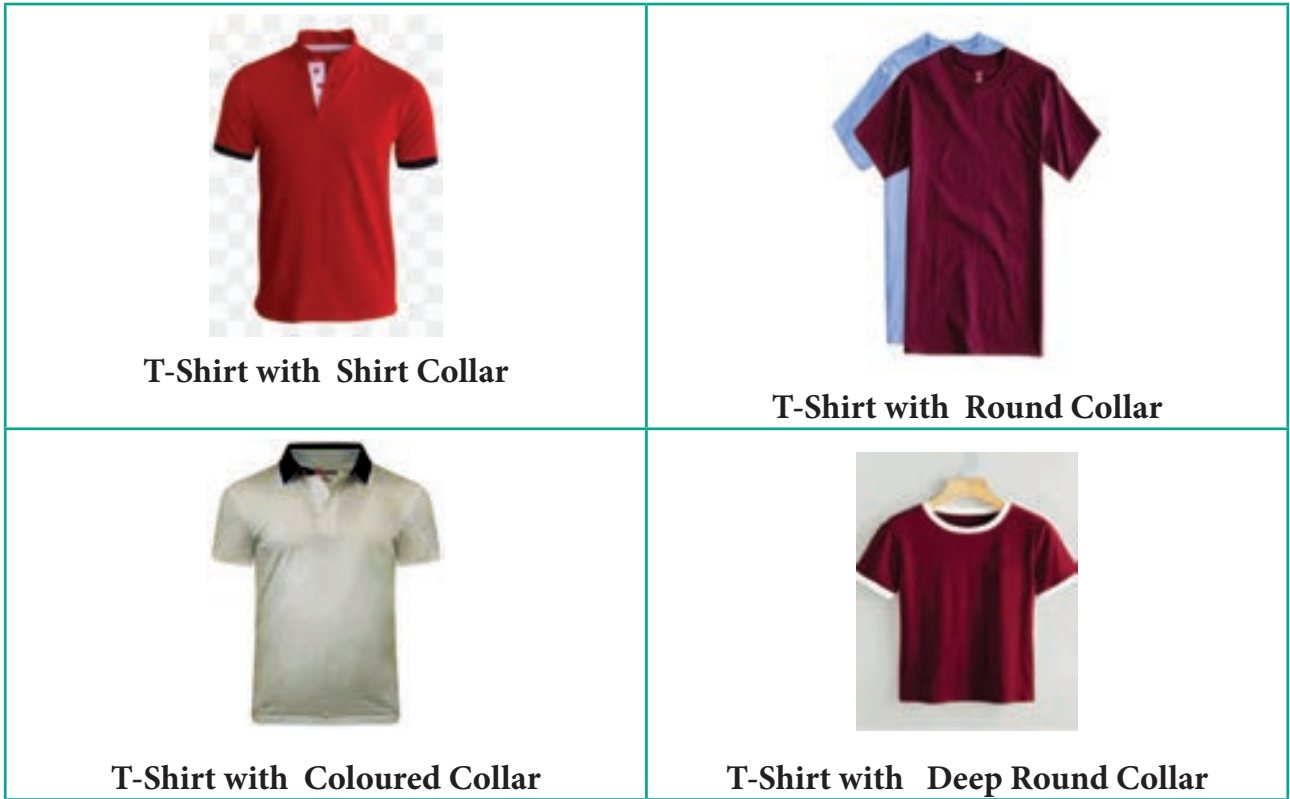 T-Shirt with Shirt Collar
T-Shirt with Round Collar
T-Shirt with Coloured Collar
T-Shirt with Deep Round Collar